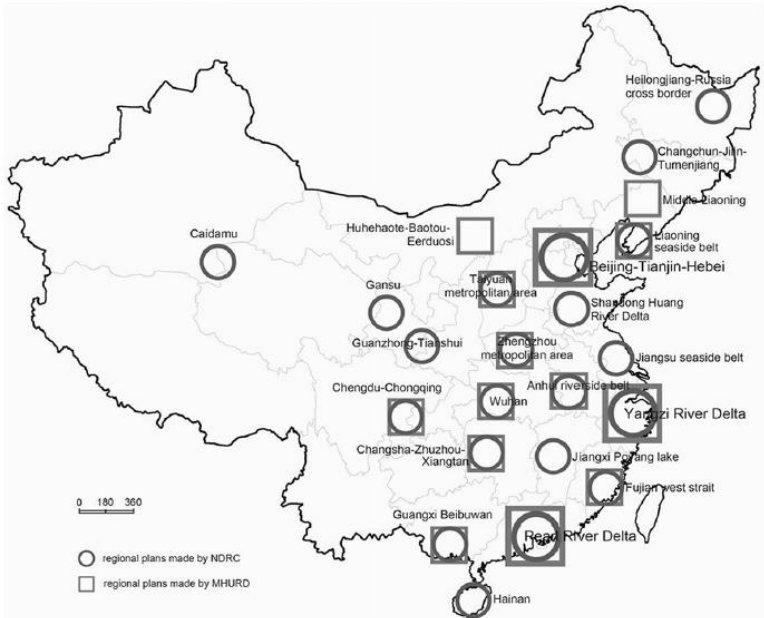 Heilongjiang-Russia
cross border
Changchun-Jilin-
Tumenjiang
Middle Liaoning
Huhehaote-Baotou-
Eerduosi
Liaoning
seaside belt
Caidamu
Beijing-Tianjin-Hebei
Taiyuan
metropolitan area
Gansu
Shandong Huang
River Delta
Guanzhong-Tianshui
Zhengzhou
metropolitan area
Jiangsu seaside belt
Chengdu-Chongqing
Anhui riverside belt
Wuhan
Yangzi River Delta
Changsha-Zhuzhou-
Xiangtan
Jiangxi Poyang lake
Fujian west strait
0 180 360
Guangxi Beibuwan
Pearl River Delta
regional plans made by NDRC
regional plans made by MHURD
Hainan